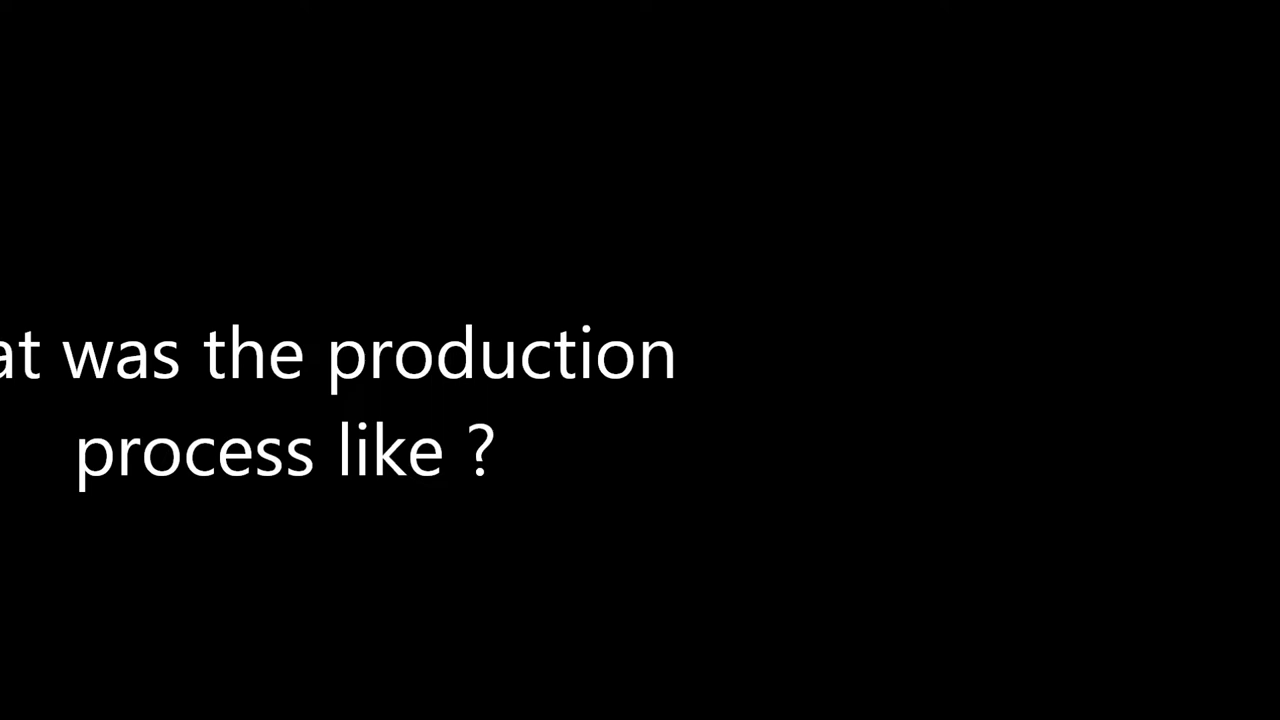 at was the production
process like ?